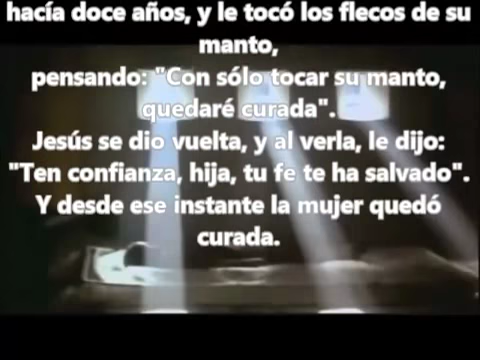 hacía doce años, y le tocó los flecos de su
manto,
pensando: "Con sólo tocar su manto,
quedaré curada".
Jesús se dio vuelta, y al verla, le dijo:
"Ten confianza, hija, tu fe te ha salvado".
Y desde ese instante la mujer quedó
curada.